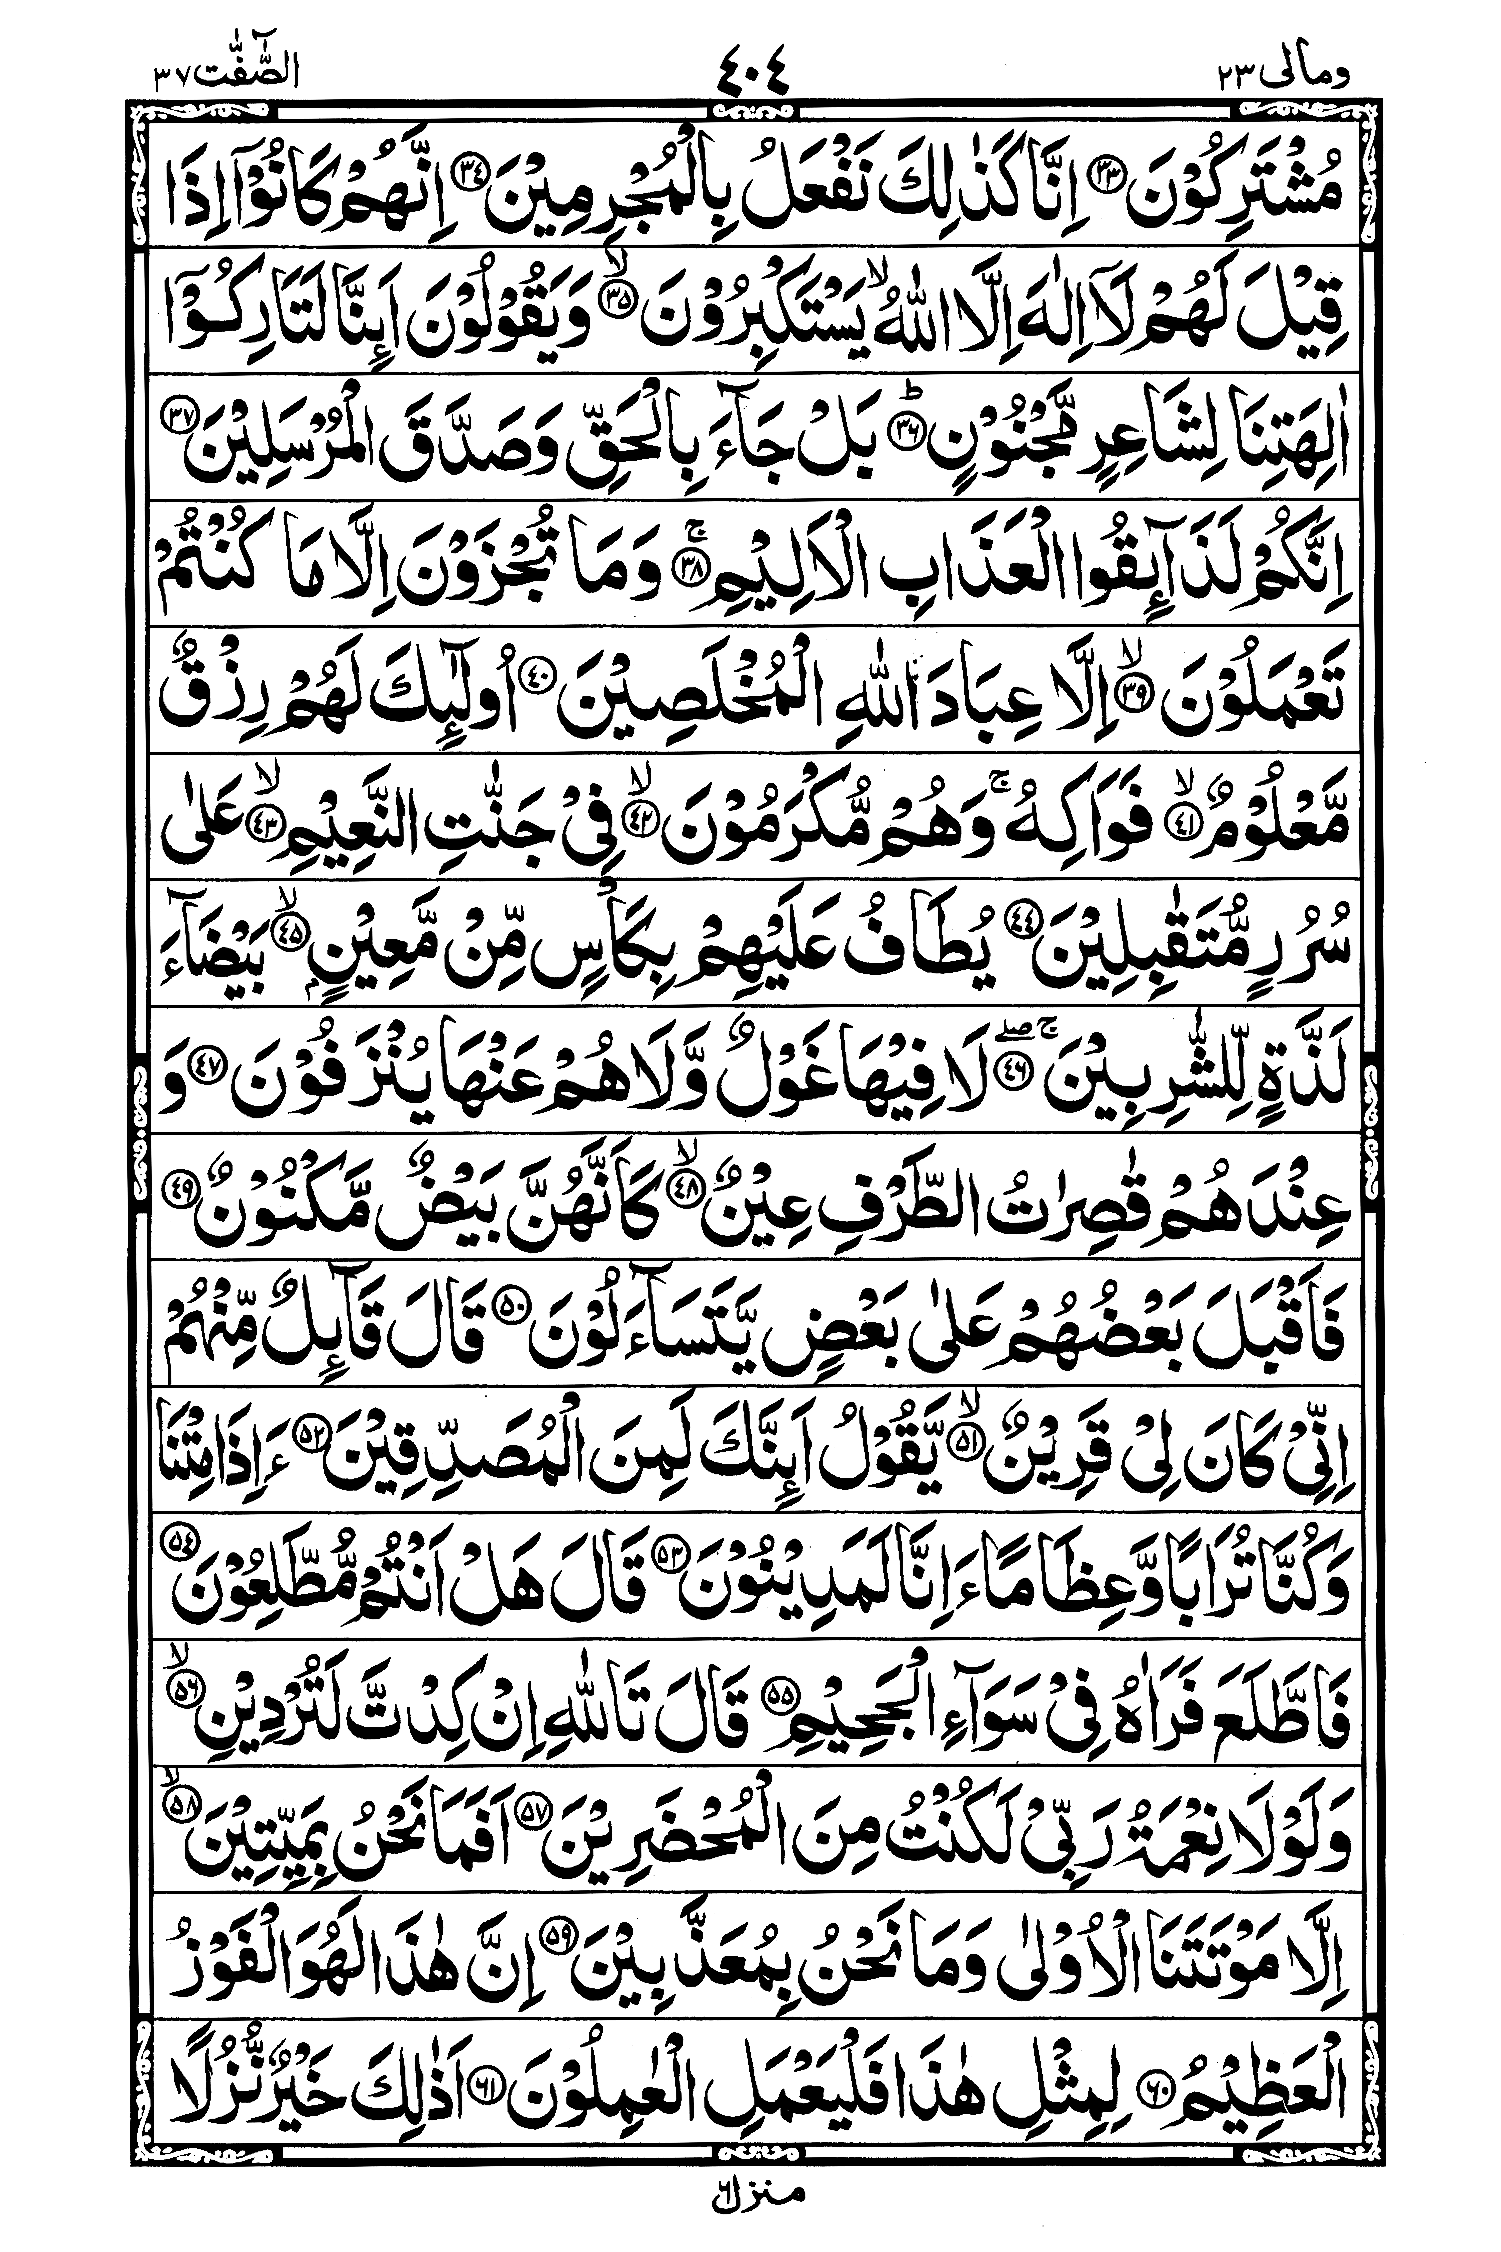 ومالی ٢٣
٤٠٤
الصّٰٓفّٰت ٣٧
مُشْتَرِكُوْنَ ﴿٣٣﴾ اِنَّا كَذٰلِكَ نَفْعَلُ بِالْمُجْرِمِيْنَ ﴿٣٤﴾ اِنَّهُمْ كَانُوْۤا اِذَا
قِيْلَ لَهُمْ لَاۤ اِلٰهَ اِلَّا اللّٰهُ ۙ يَسْتَكْبِرُوْنَ ۙ﴿٣٥﴾ وَيَقُوْلُوْنَ اَىِٕنَّا لَتَارِكُوْۤا
اٰلِهَتِنَا لِشَاعِرٍ مَّجْنُوْنٍ ؕ﴿٣٦﴾ بَلْ جَآءَ بِالْحَقِّ وَصَدَّقَ الْمُرْسَلِيْنَ ﴿٣٧﴾
اِنَّكُمْ لَذَآىِٕقُوا الْعَذَابِ الْاَلِيْمِ ۚ﴿٣٨﴾ وَمَا تُجْزَوْنَ اِلَّا مَا كُنْتُمْ
تَعْمَلُوْنَ ۙ﴿٣٩﴾ اِلَّا عِبَادَ اللّٰهِ الْمُخْلَصِيْنَ ﴿٤٠﴾ اُولٰٓىِٕكَ لَهُمْ رِزْقٌ
مَّعْلُوْمٌ ۙ﴿٤١﴾ فَوَاكِهُ ۚ وَهُمْ مُّكْرَمُوْنَ ۙ﴿٤٢﴾ فِيْ جَنّٰتِ النَّعِيْمِ ۙ﴿٤٣﴾ عَلٰى
سُرُرٍ مُّتَقٰبِلِيْنَ ﴿٤٤﴾ يُطَافُ عَلَيْهِمْ بِكَاْسٍ مِّنْ مَّعِيْنٍۭ ۙ﴿٤٥﴾ بَيْضَآءَ
لَذَّةٍ لِّلشّٰرِبِيْنَ ۚۖ﴿٤٦﴾ لَا فِيْهَا غَوْلٌ وَّلَا هُمْ عَنْهَا يُنْزَفُوْنَ ﴿٤٧﴾ وَ
عِنْدَهُمْ قٰصِرٰتُ الطَّرْفِ عِيْنٌ ۙ﴿٤٨﴾ كَاَنَّهُنَّ بَيْضٌ مَّكْنُوْنٌ ﴿٤٩﴾
فَاَقْبَلَ بَعْضُهُمْ عَلٰى بَعْضٍ يَّتَسَآءَلُوْنَ ﴿٥٠﴾ قَالَ قَآىِٕلٌ مِّنْهُمْ
اِنِّيْ كَانَ لِيْ قَرِيْنٌ ۙ﴿٥١﴾ يَّقُوْلُ اَىِٕنَّكَ لَمِنَ الْمُصَدِّقِيْنَ ﴿٥٢﴾ ءَاِذَا مِتْنَا
وَكُنَّا تُرَابًا وَّعِظَامًا ءَاِنَّا لَمَدِيْنُوْنَ ﴿٥٣﴾ قَالَ هَلْ اَنْتُمْ مُّطَّلِعُوْنَ ﴿٥٤﴾
فَاطَّلَعَ فَرَاٰهُ فِيْ سَوَآءِ الْجَحِيْمِ ﴿٥٥﴾ قَالَ تَاللّٰهِ اِنْ كِدْتَّ لَتُرْدِيْنِ ۙ﴿٥٦﴾
وَلَوْلَا نِعْمَةُ رَبِّيْ لَكُنْتُ مِنَ الْمُحْضَرِيْنَ ﴿٥٧﴾ اَفَمَا نَحْنُ بِمَيِّتِيْنَ ۙ﴿٥٨﴾
اِلَّا مَوْتَتَنَا الْاُوْلٰى وَمَا نَحْنُ بِمُعَذَّبِيْنَ ﴿٥٩﴾ اِنَّ هٰذَا لَهُوَ الْفَوْزُ
الْعَظِيْمُ ﴿٦٠﴾ لِمِثْلِ هٰذَا فَلْيَعْمَلِ الْعٰمِلُوْنَ ﴿٦١﴾ اَذٰلِكَ خَيْرٌ نُّزُلًا
منزل ٦